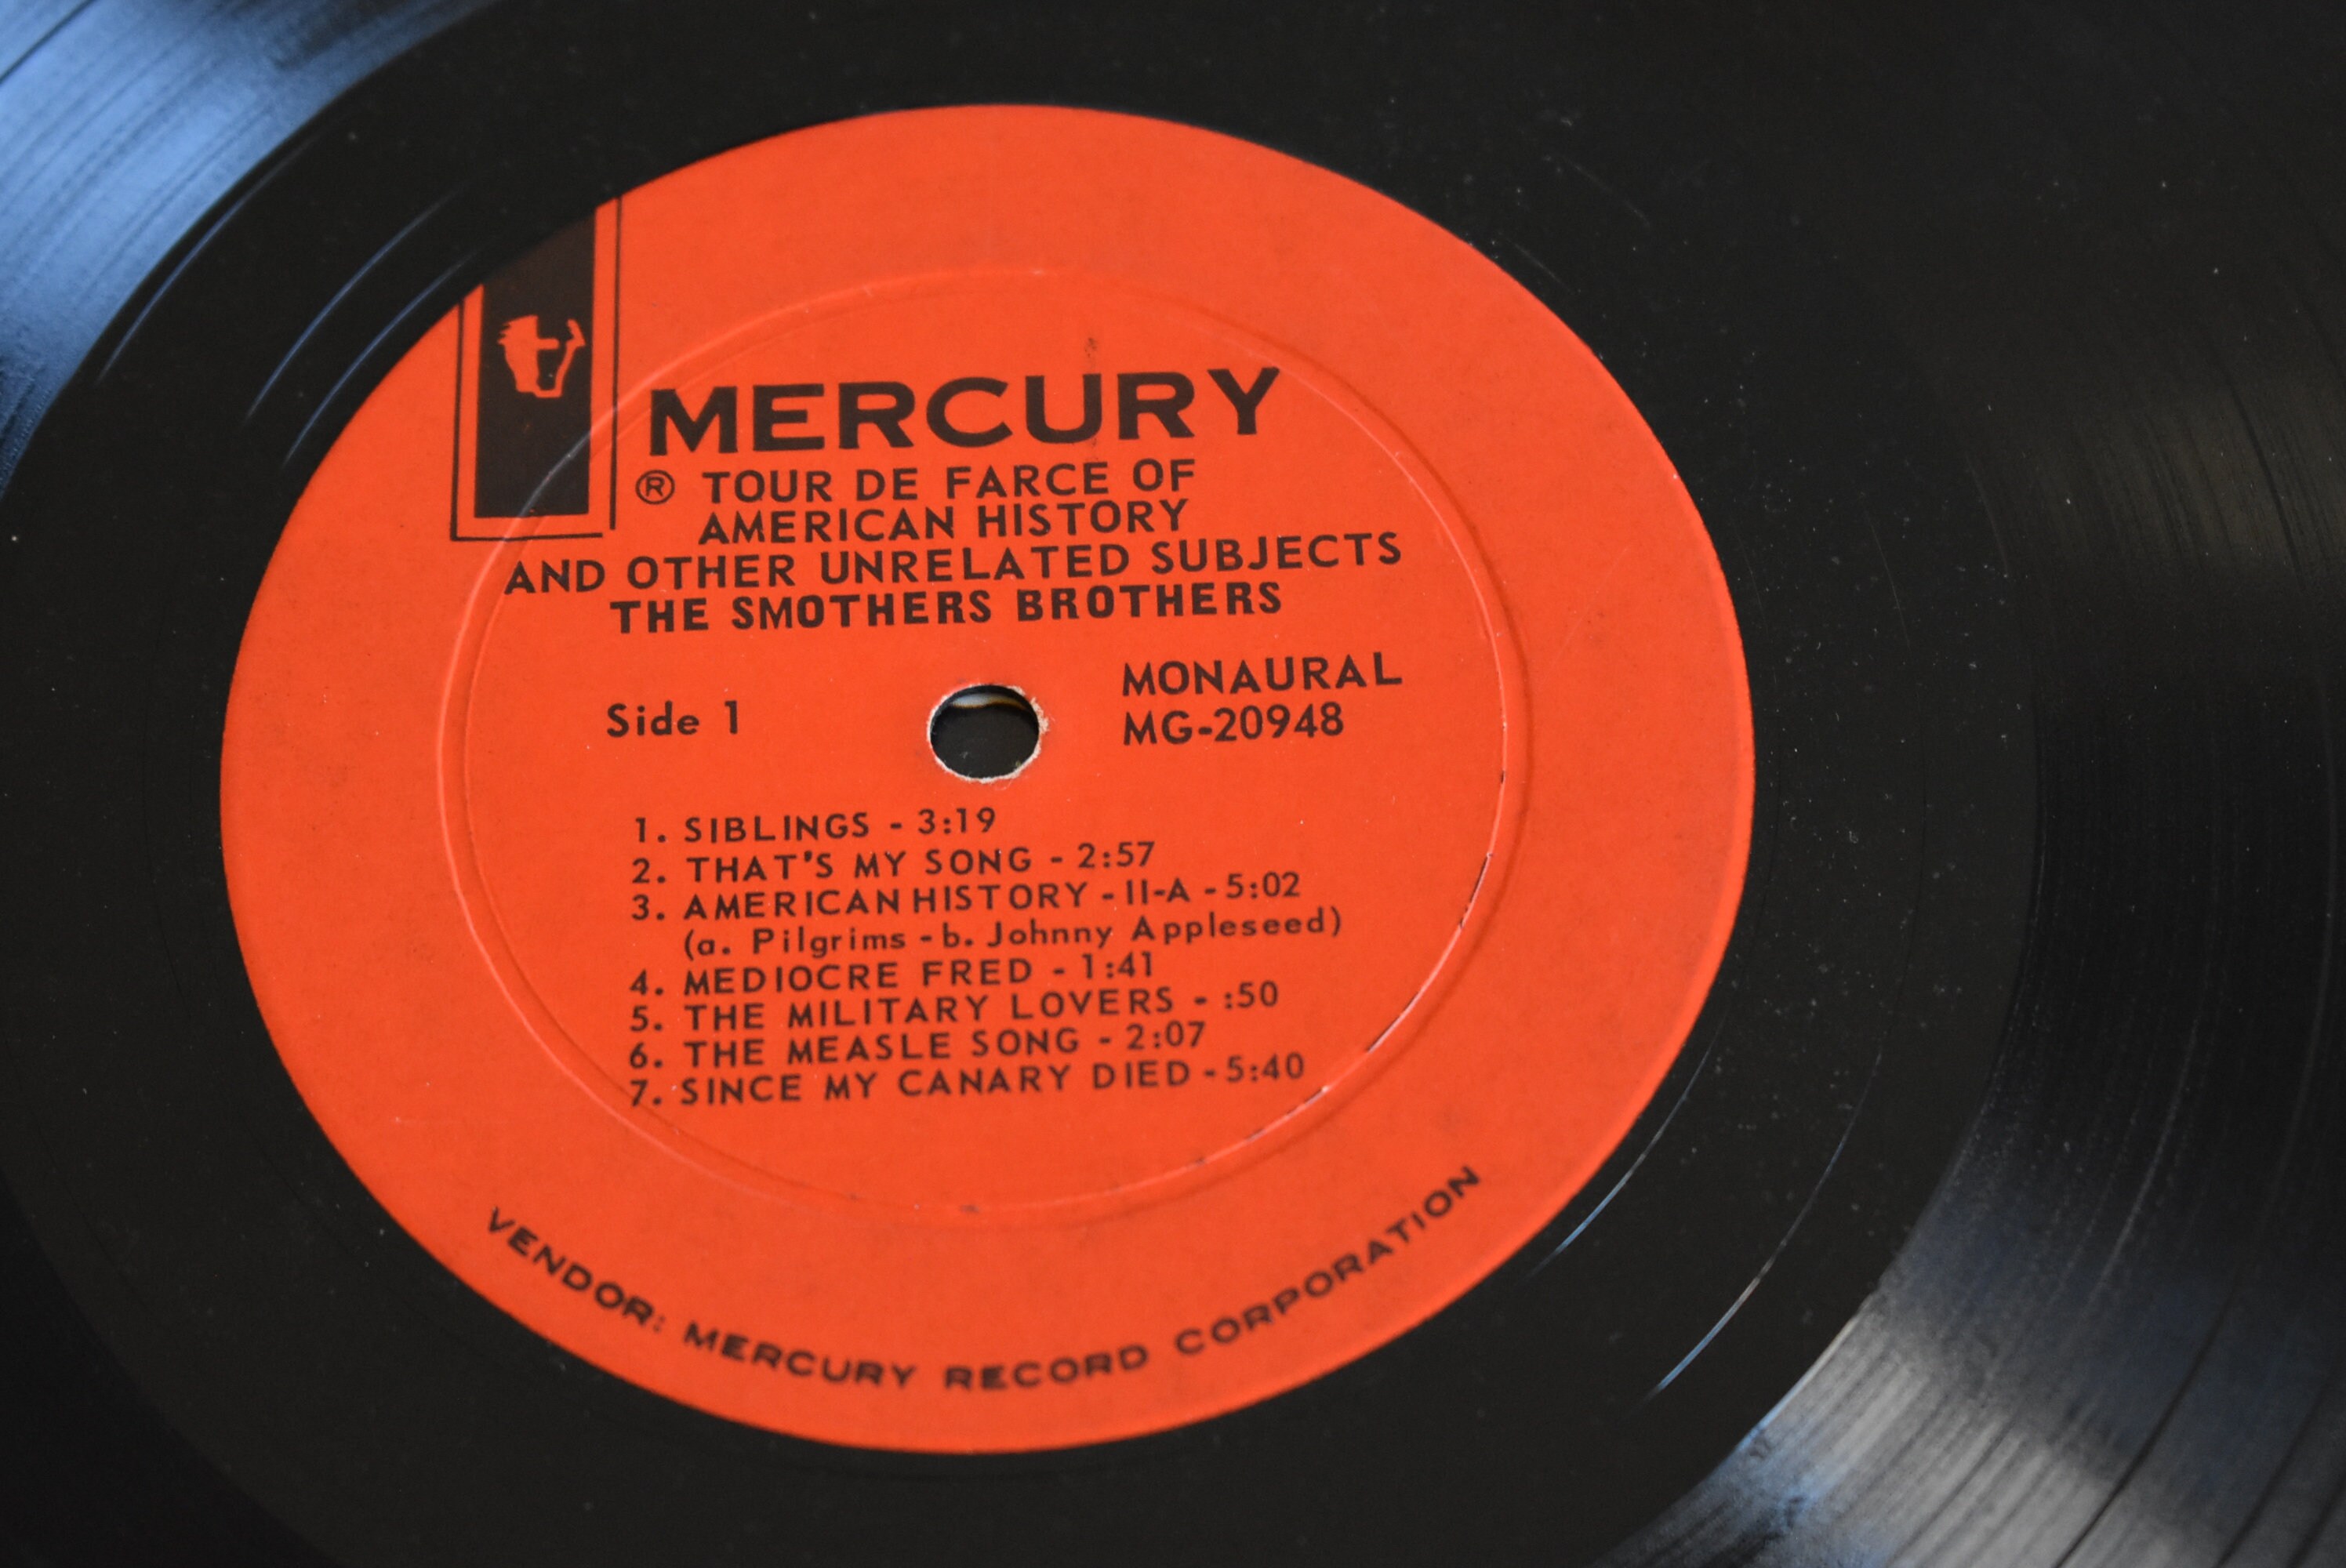 MERCURY
® TOUR DE FARCE OF
AMERICAN HISTORY
AND OTHER UNRELATED SUBJECTS
THE SMOTHERS BROTHERS
Side 1
MONAURAL
MG-20948
1. SIBLINGS - 3:19
2. THAT'S MY SONG - 2:57
3. AMERICAN HISTORY - II-A - 5:02
(a. Pilgrims - b. Johnny Appleseed)
4. MEDIOCRE FRED - 1:41
5. THE MILITARY LOVERS - :50
6. THE MEASLE SONG - 2:07
7. SINCE MY CANARY DIED - 5:40
VENDOR: MERCURY RECORD CORPORATION